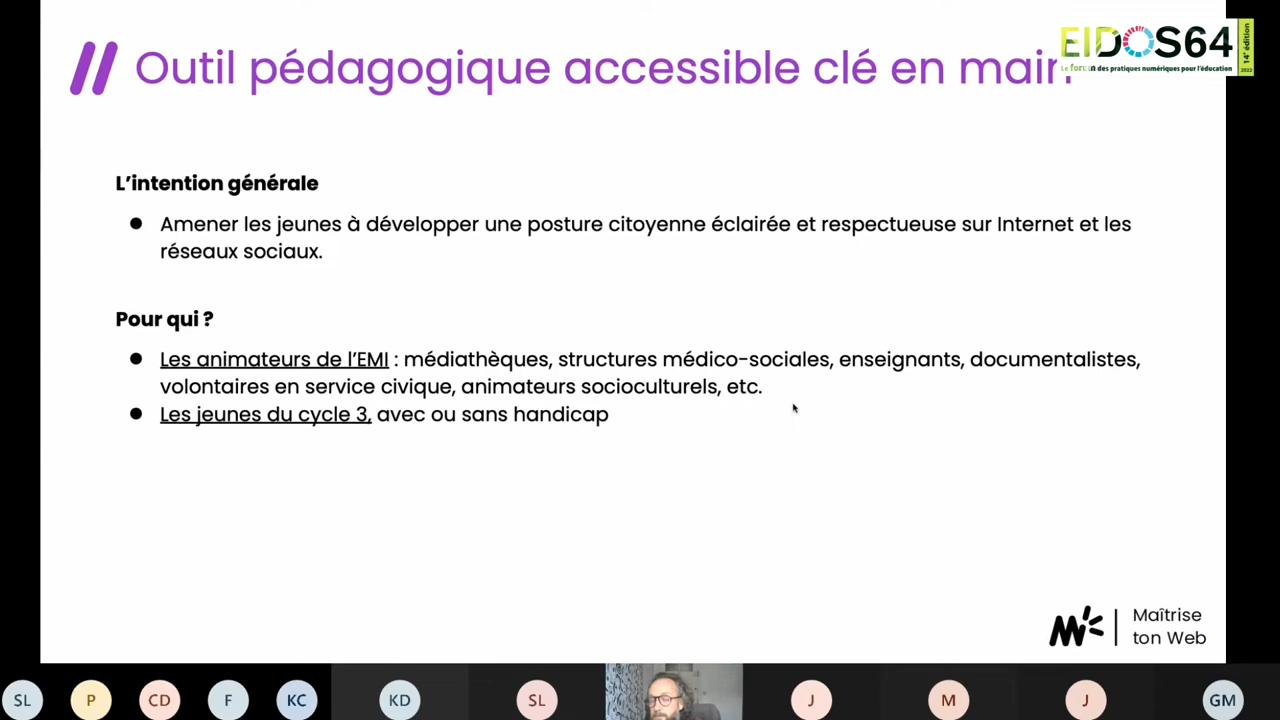 EIDOS64
14e édition
2022
Le forum des pratiques numériques pour l'éducation
// Outil pédagogique accessible clé en main.
L'intention générale
● Amener les jeunes à développer une posture citoyenne éclairée et respectueuse sur Internet et les
réseaux sociaux.
Pour qui ?
● Les animateurs de l'EMI : médiathèques, structures médico-sociales, enseignants, documentalistes,
volontaires en service civique, animateurs socioculturels, etc.
● Les jeunes du cycle 3, avec ou sans handicap
Maîtrise
ton Web
SL P CD F KC KD SL J M J GM